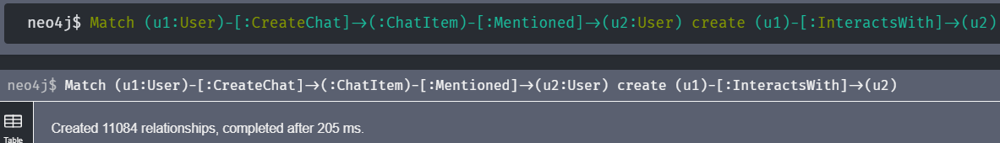 neo4j$ Match (u1:User)-[:CreateChat]→(:ChatItem)-[:Mentioned]→(u2:User) create (u1)-[:InteractsWith]→(u2)
neo4j$ Match (u1:User)-[:CreateChat]→(:ChatItem)-[:Mentioned]→(u2:User) create (u1)-[:InteractsWith]→(u2)
Created 11084 relationships, completed after 205 ms.
Table